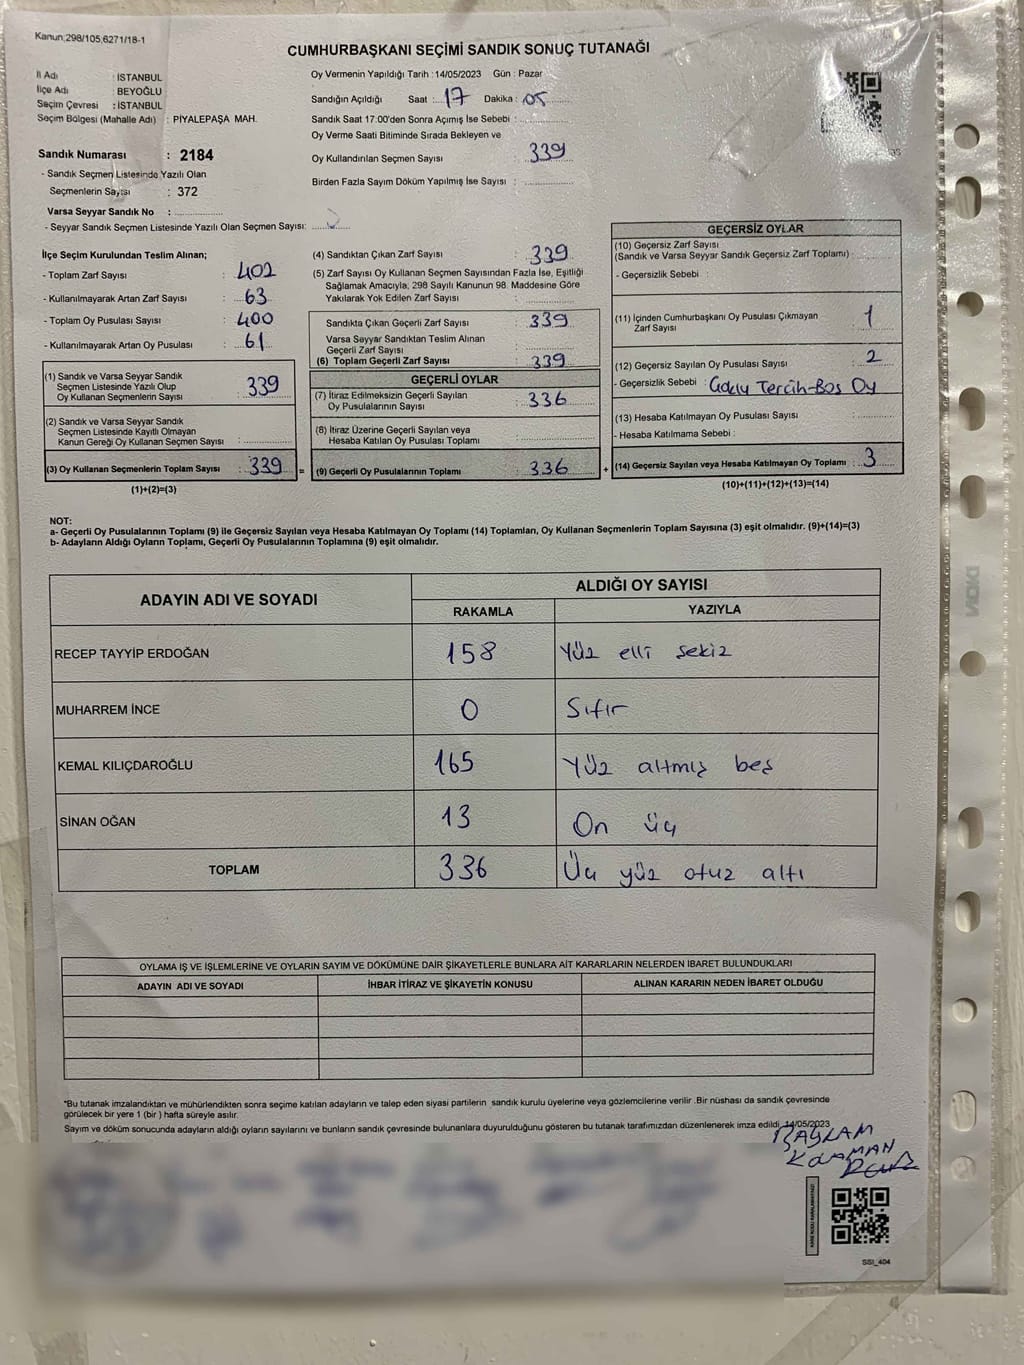 Kanun;298/105,6271/18-1
CUMHURBAŞKANI SEÇİMİ SANDIK SONUÇ TUTANAĞI
İl Adı : İSTANBUL
İlçe Adı : BEYOĞLU
Seçim Çevresi : İSTANBUL
Seçim Bölgesi (Mahalle Adı) : PİYALEPAŞA MAH.
Oy Vermenin Yapıldığı Tarih : 14/05/2023 Gün : Pazar
Sandığın Açıldığı Saat : 17 Dakika : 05
Sandık Saat 17:00'den Sonra Açımış İse Sebebi :
Oy Verme Saati Bitiminde Sırada Bekleyen ve
Oy Kullandırılan Seçmen Sayısı : 339
Birden Fazla Sayım Döküm Yapılmış İse Sayısı :
Sandık Numarası : 2184
- Sandık Seçmen Listesinde Yazılı Olan
Seçmenlerin Sayısı : 372
Varsa Seyyar Sandık No :
- Seyyar Sandık Seçmen Listesinde Yazılı Olan Seçmen Sayısı:
İlçe Seçim Kurulundan Teslim Alınan;
- Toplam Zarf Sayısı : 402
- Kullanılmayarak Artan Zarf Sayısı : 63
- Toplam Oy Pusulası Sayısı : 400
- Kullanılmayarak Artan Oy Pusulası : 61
(1) Sandık ve Varsa Seyyar Sandık
Seçmen Listesinde Yazılı Olup
Oy Kullanan Seçmenlerin Sayısı : 339
(2) Sandık ve Varsa Seyyar Sandık
Seçmen Listesinde Kayıtlı Olmayan
Kanun Gereği Oy Kullanan Seçmen Sayısı :
(3) Oy Kullanan Seçmenlerin Toplam Sayısı : 339 =
(1)+(2)=(3)
(4) Sandıktan Çıkan Zarf Sayısı : 339
(5) Zarf Sayısı Oy Kullanan Seçmen Sayısından Fazla İse, Eşitliği
Sağlamak Amacıyla, 298 Sayılı Kanunun 98. Maddesine Göre
Yakılarak Yok Edilen Zarf Sayısı :
Sandıkta Çıkan Geçerli Zarf Sayısı : 339
Varsa Seyyar Sandıktan Teslim Alınan
Geçerli Zarf Sayısı :
(6) Toplam Geçerli Zarf Sayısı : 339
GEÇERLİ OYLAR
(7) İtiraz Edilmeksizin Geçerli Sayılan
Oy Pusulalarının Sayısı : 336
(8) İtiraz Üzerine Geçerli Sayılan veya
Hesaba Katılan Oy Pusulası Toplamı :
(9) Geçerli Oy Pusulalarının Toplamı : 336 +
GEÇERSİZ OYLAR
(10) Geçersiz Zarf Sayısı
(Sandık ve Varsa Seyyar Sandık Geçersiz Zarf Toplamı) :
- Geçersizlik Sebebi :
(11) İçinden Cumhurbaşkanı Oy Pusulası Çıkmayan
Zarf Sayısı : 1
(12) Geçersiz Sayılan Oy Pusulası Sayısı : 2
- Geçersizlik Sebebi : Çoklu Tercih-Boş Oy
(13) Hesaba Katılmayan Oy Pusulası Sayısı :
- Hesaba Katılmama Sebebi :
(14) Geçersiz Sayılan veya Hesaba Katılmayan Oy Toplamı : 3
(10)+(11)+(12)+(13)=(14)
NOT:
a- Geçerli Oy Pusulalarının Toplamı (9) ile Geçersiz Sayılan veya Hesaba Katılmayan Oy Toplamı (14) Toplamları, Oy Kullanan Seçmenlerin Toplam Sayısına (3) eşit olmalıdır. (9)+(14)=(3)
b- Adayların Aldığı Oyların Toplamı, Geçerli Oy Pusulalarının Toplamına (9) eşit olmalıdır.
ADAYIN ADI VE SOYADI
ALDIĞI OY SAYISI
RAKAMLA YAZIYLA
RECEP TAYYİP ERDOĞAN 158 Yüz elli sekiz
MUHARREM İNCE 0 Sıfır
KEMAL KILIÇDAROĞLU 165 Yüz altmış beş
SİNAN OĞAN 13 On üç
TOPLAM 336 Üç yüz otuz altı
OYLAMA İŞ VE İŞLEMLERİNE VE OYLARIN SAYIM VE DÖKÜMÜNE DAİR ŞİKAYETLERLE BUNLARA AİT KARARLARIN NELERDEN İBARET BULUNDUKLARI
ADAYIN ADI VE SOYADI İHBAR İTİRAZ VE ŞİKAYETİN KONUSU ALINAN KARARIN NEDEN İBARET OLDUĞU
*Bu tutanak imzalandıktan ve mühürlendikten sonra seçime katılan adayların ve talep eden siyasi partilerin sandık kurulu üyelerine veya gözlemcilerine verilir .Bir nüshası da sandık çevresinde
görülecek bir yere 1 (bir ) hafta süreyle asılır.
Sayım ve döküm sonucunda adayların aldığı oyların sayılarını ve bunların sandık çevresinde bulunanlara duyurulduğunu gösteren bu tutanak tarafımızdan düzenlenerek imza edildi. 14/05/2023
BAYRAM
SSI_404